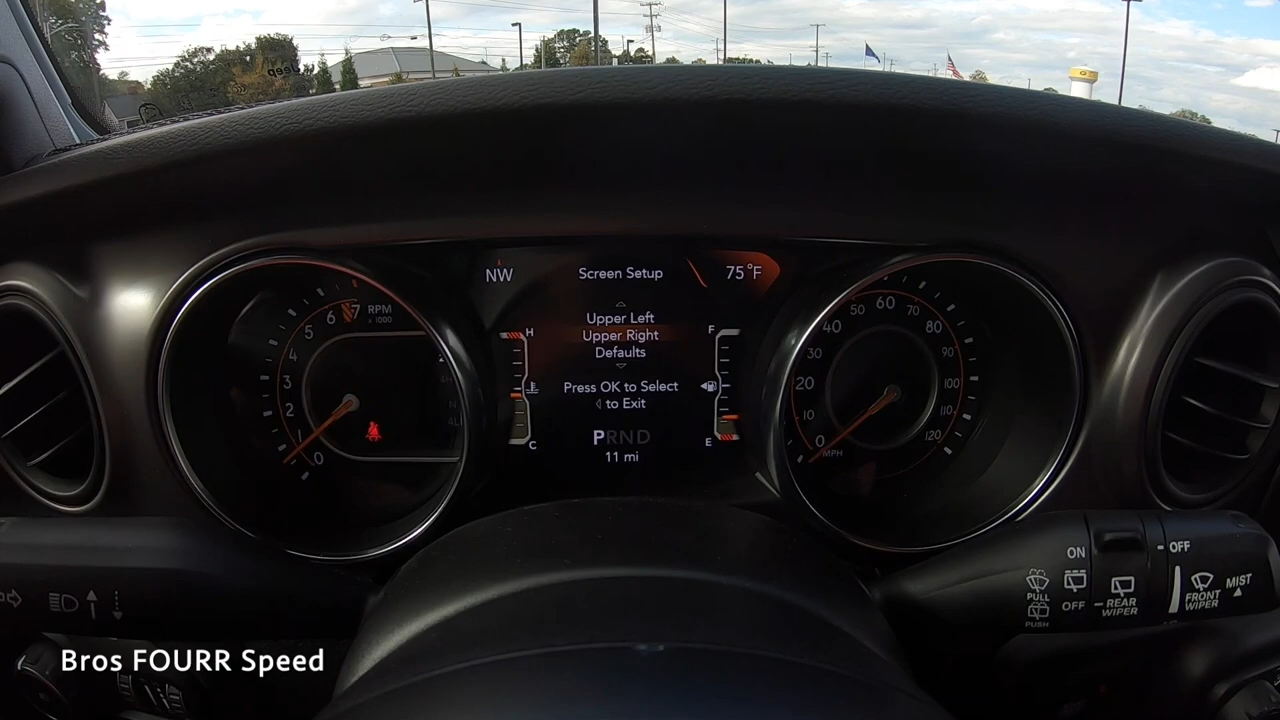 Jeep
NW
Screen Setup
75°F
Upper Left
Upper Right
Defaults
Press OK to Select
to Exit
PRND
11 mi
H
C
F
E
RPM
x 1000
0
1
2
3
4
5
6
7
0
10
20
30
40
50
60
70
80
90
100
110
120
MPH
ON
OFF
PULL
PUSH
REAR
WIPER
OFF
FRONT
WIPER
MIST
Bros FOURR Speed